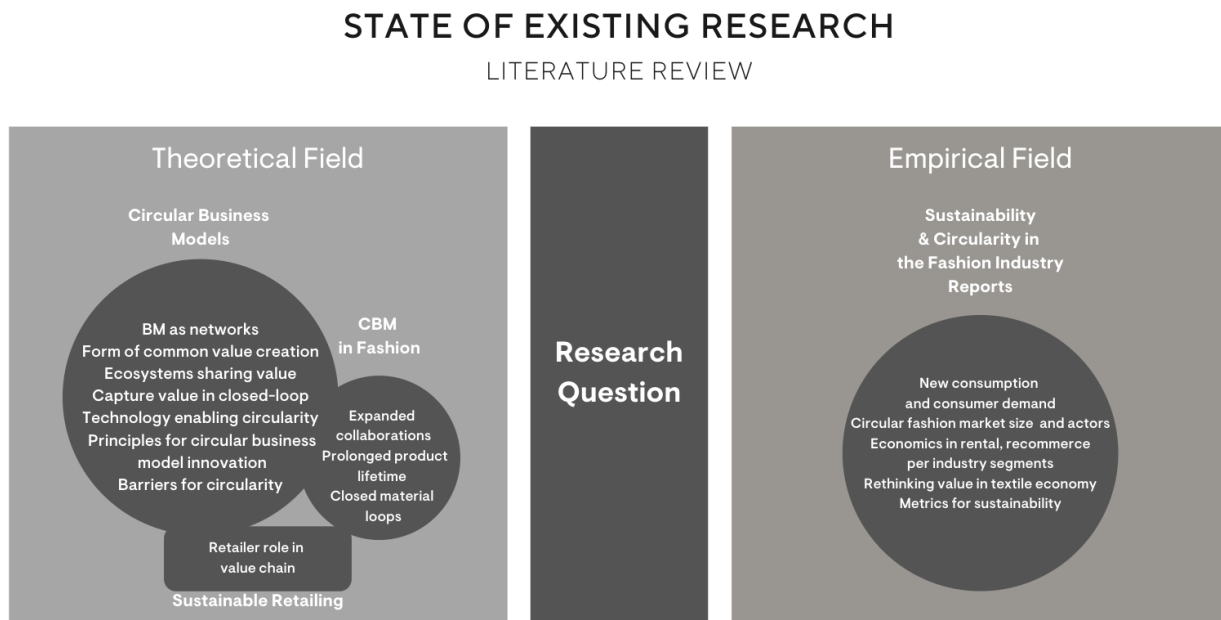 STATE OF EXISTING RESEARCH
LITERATURE REVIEW
Theoretical Field
Circular Business
Models
BM as networks
Form of common value creation
Ecosystems sharing value
Capture value in closed-loop
Technology enabling circularity
Principles for circular business
model innovation
Barriers for circularity
CBM
in Fashion
Expanded
collaborations
Prolonged product
lifetime
Closed material
loops
Retailer role in
value chain
Sustainable Retailing
Research
Question
Empirical Field
Sustainability
& Circularity in
the Fashion Industry
Reports
New consumption
and consumer demand
Circular fashion market size and actors
Economics in rental, recommerce
per industry segments
Rethinking value in textile economy
Metrics for sustainability